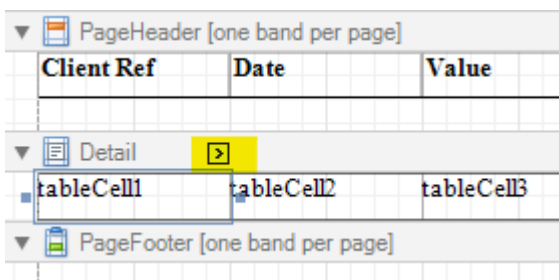 PageHeader [one band per page]
Client Ref Date Value
Detail
tableCell1 tableCell2 tableCell3
PageFooter [one band per page]